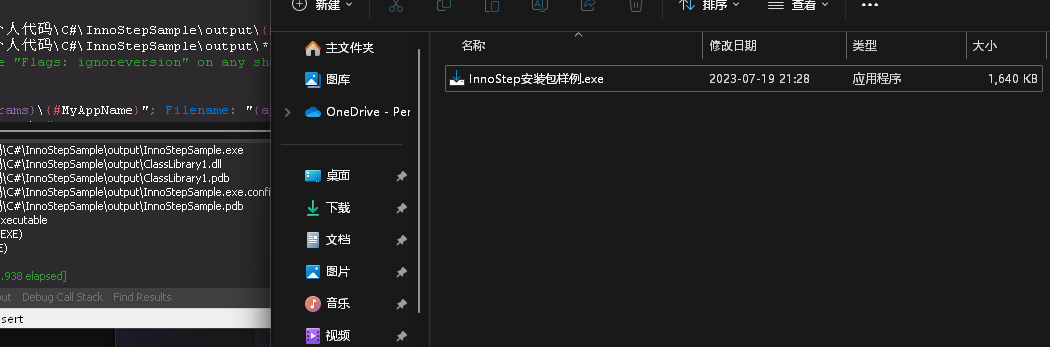 个人代码\C#\InnoStepSample\output\{
个人代码\C#\InnoStepSample\output\*
e "Flags: ignoreversion" on any sh
rams}\{#MyAppName}"; Filename: "{a
\C#\InnoStepSample\output\InnoStepSample.exe
\C#\InnoStepSample\output\ClassLibrary1.dll
\C#\InnoStepSample\output\ClassLibrary1.pdb
\C#\InnoStepSample\output\InnoStepSample.exe.confi
\C#\InnoStepSample\output\InnoStepSample.pdb
xecutable
EXE)
E)
.938 elapsed]
out Debug Call Stack Find Results
sert
新建 排序 查看
主文件夹
图库
OneDrive - Per
桌面
下载
文档
图片
音乐
视频
名称 修改日期 类型 大小
InnoStep安装包样例.exe 2023-07-19 21:28 应用程序 1,640 KB